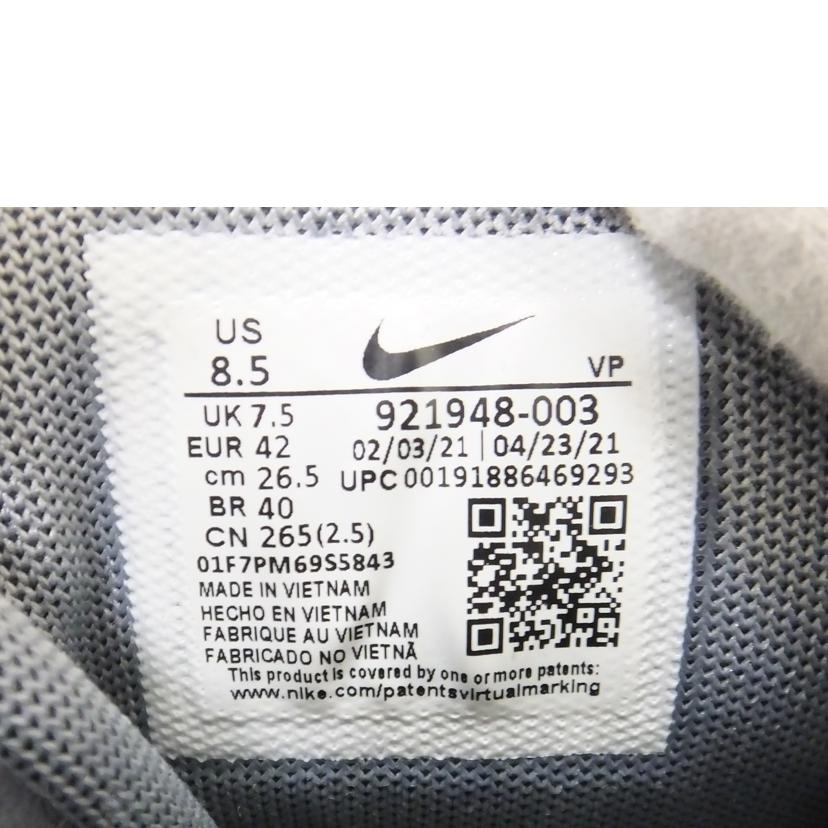 US
8.5
VP
UK 7.5
921948-003
EUR 42
02/03/21 | 04/23/21
cm 26.5
UPC 00191886469293
BR 40
CN 265(2.5)
01F7PM69S5843
MADE IN VIETNAM
HECHO EN VIETNAM
FABRIQUE AU VIETNAM
FABRICADO NO VIETNÃ
This product is covered by one or more patents:
www.nike.com/patentsvirtualmarking